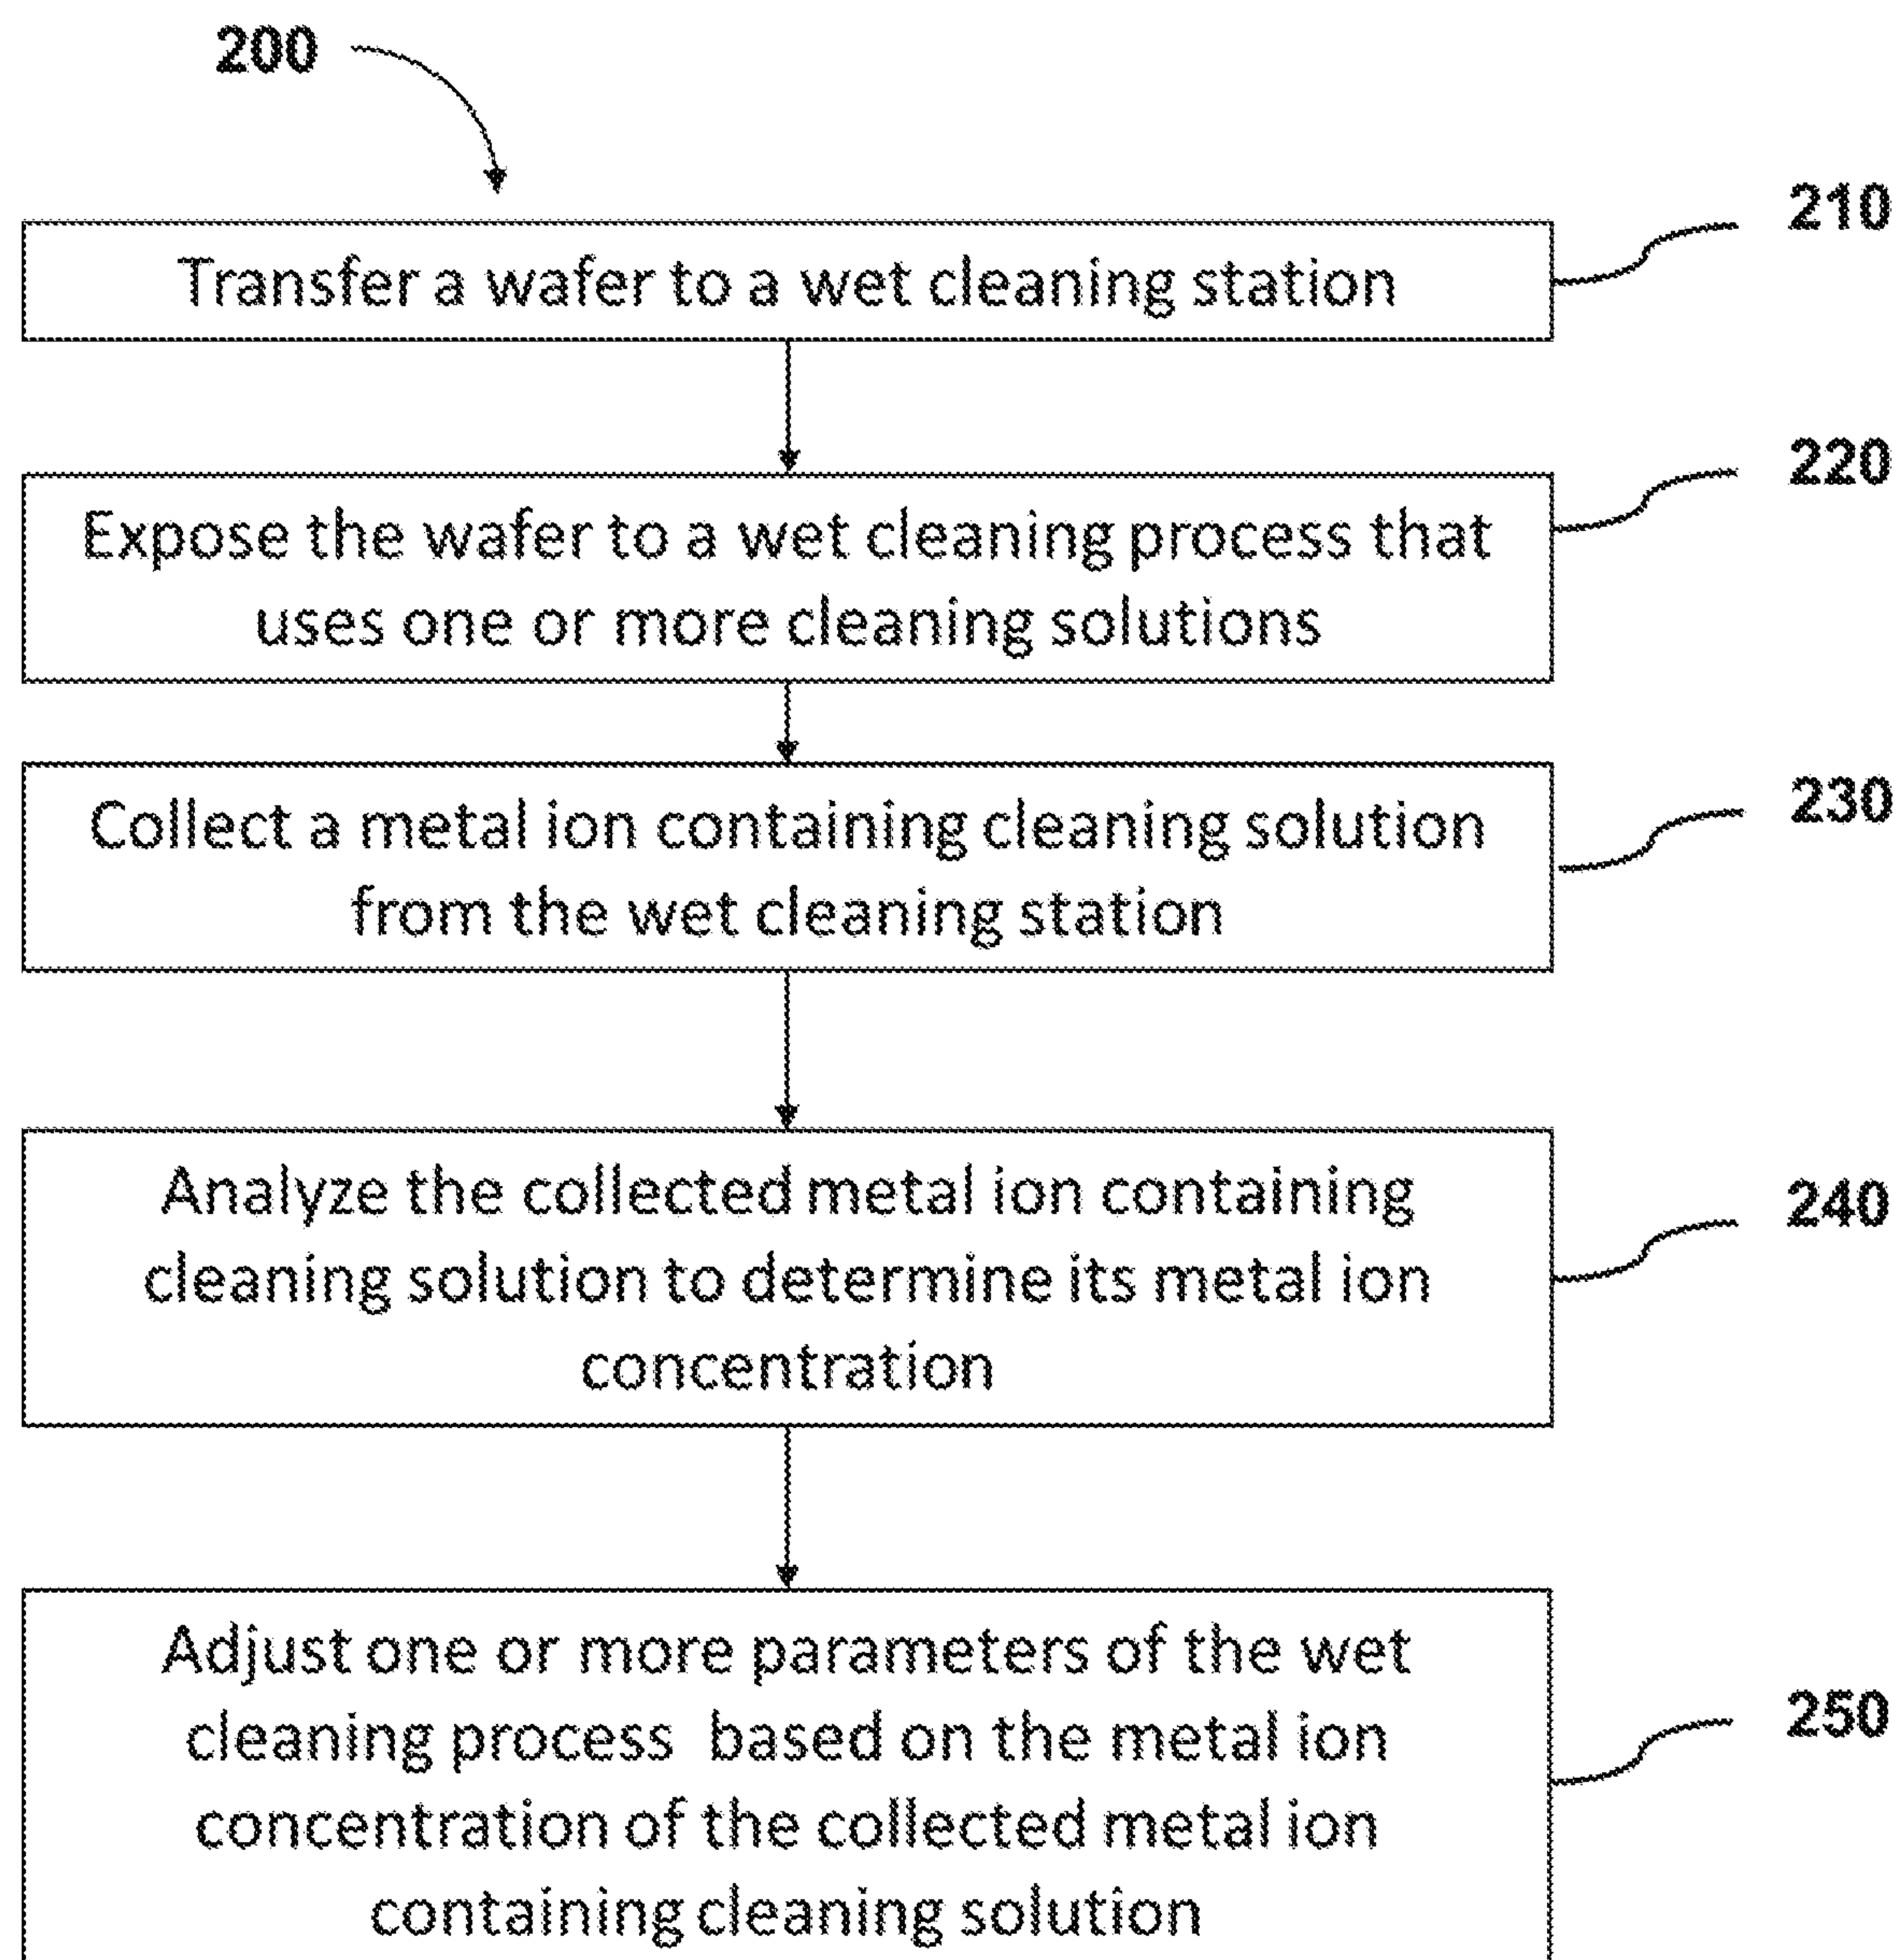 200
210
Transfer a wafer to a wet cleaning station
220
Expose the wafer to a wet cleaning process that
uses one or more cleaning solutions
230
Collect a metal ion containing cleaning solution
from the wet cleaning station
240
Analyze the collected metal ion containing
cleaning solution to determine its metal ion
concentration
250
Adjust one or more parameters of the wet
cleaning process based on the metal ion
concentration of the collected metal ion
containing cleaning solution